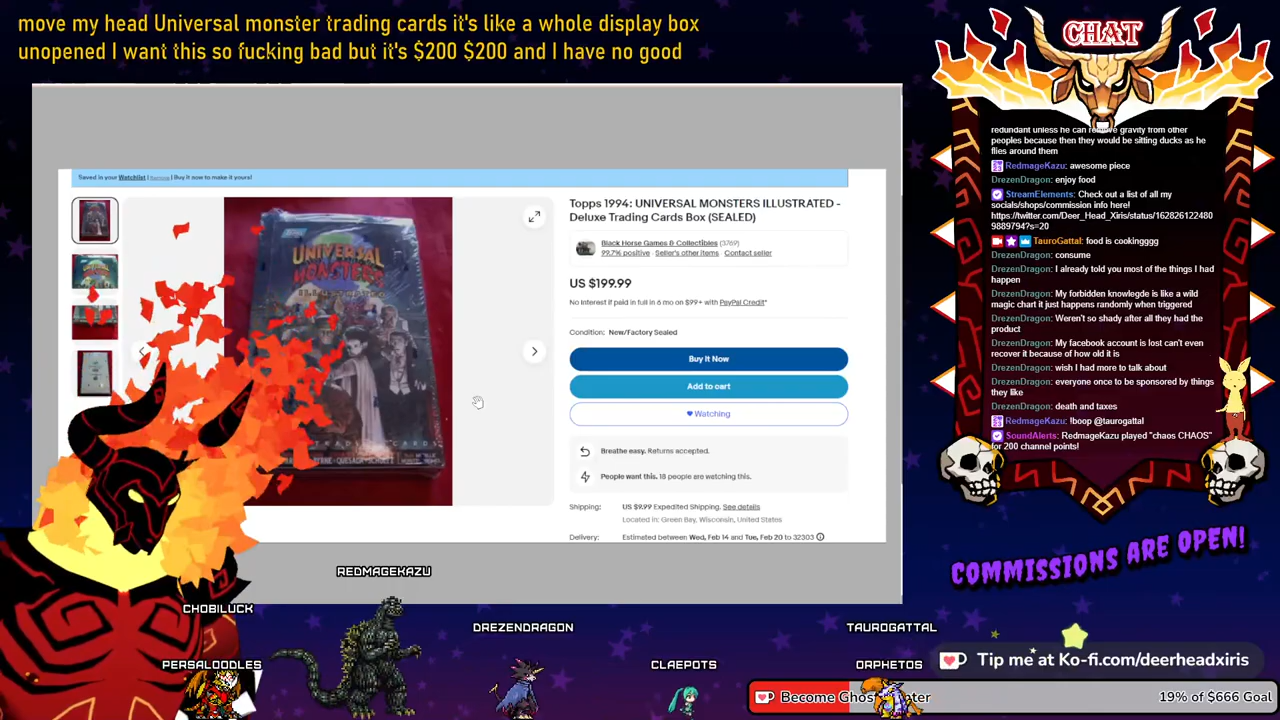 move my head Universal monster trading cards it's like a whole display box
unopened I want this so fucking bad but it's $200 $200 and I have no good
CHAT
redundant unless he can remove gravity from other
peoples because then they would be sitting ducks as he
flies around them
RedmageKazu: awesome piece
DrezenDragon: enjoy food
StreamElements: Check out a list of all my
socials/shops/commission info here!
https://twitter.com/Deer_Head_Xiris/status/162826122480
9889794?s=20
TauroGattal: food is cookingggg
DrezenDragon: consume
DrezenDragon: I already told you most of the things I had
happen
DrezenDragon: My forbidden knowlegde is like a wild
magic chart it just happens randomly when triggered
DrezenDragon: Weren't so shady after all they had the
product
DrezenDragon: My facebook account is lost can't even
recover it because of how old it is
DrezenDragon: wish I had more to talk about
DrezenDragon: everyone once to be sponsored by things
they like
DrezenDragon: death and taxes
RedmageKazu: !boop @taurogattal
SoundAlerts: RedmageKazu played "chaos CHAOS"
for 200 channel points!
Saved in your Watchlist | | Buy it now to make it yours!
UNIVERSAL
MONSTERS
Topps 1994: UNIVERSAL MONSTERS ILLUSTRATED -
Deluxe Trading Cards Box (SEALED)
Black Horse Games & Collectibles (3769)
99.7% positive · Seller's other items · Contact seller
US $199.99
No Interest if paid in full in 6 mo on $99+ with PayPal Credit*
Condition: New/Factory Sealed
Buy It Now
Add to cart
Watching
Breathe easy. Returns accepted.
People want this. 18 people are watching this.
Shipping: US $9.99 Expedited Shipping. See details
Located in: Green Bay, Wisconsin, United States
Delivery: Estimated between Wed, Feb 14 and Tue, Feb 20 to 32303
COMMISSIONS ARE OPEN!
REDMAGEKAZU
CHOBILUCK
DREZENDRAGON
TAUROGATTAL
PERSALOODLES
CLAEPOTS
ORPHETOS
Tip me at Ko-fi.com/deerheadxiris
Become 19% of $666 Goal